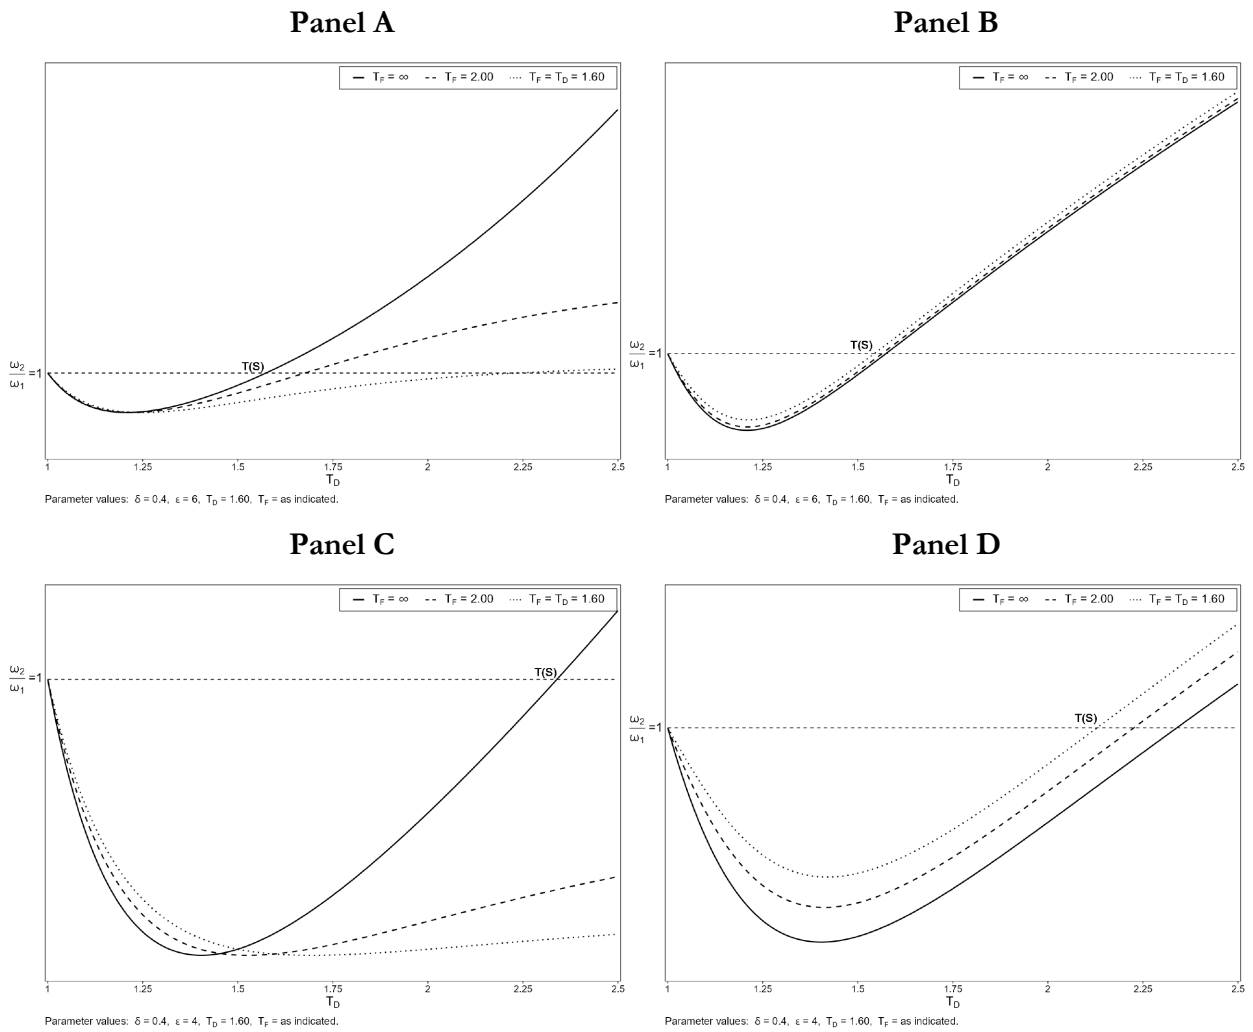 Panel A
T_F = ∞ T_F = 2.00 T_F = T_D = 1.60
T(S)
ω₂/ω₁ =1
1 1.25 1.5 1.75 2 2.25 2.5
T_D
Parameter values: δ = 0.4, ε = 6, T_D = 1.60, T_F = as indicated.
Panel B
T_F = ∞ T_F = 2.00 T_F = T_D = 1.60
T(S)
ω₂/ω₁ =1
1 1.25 1.5 1.75 2 2.25 2.5
T_D
Parameter values: δ = 0.4, ε = 6, T_D = 1.60, T_F = as indicated.
Panel C
T_F = ∞ T_F = 2.00 T_F = T_D = 1.60
T(S)
ω₂/ω₁ =1
1 1.25 1.5 1.75 2 2.25 2.5
T_D
Parameter values: δ = 0.4, ε = 4, T_D = 1.60, T_F = as indicated.
Panel D
T_F = ∞ T_F = 2.00 T_F = T_D = 1.60
T(S)
ω₂/ω₁ =1
1 1.25 1.5 1.75 2 2.25 2.5
T_D
Parameter values: δ = 0.4, ε = 4, T_D = 1.60, T_F = as indicated.